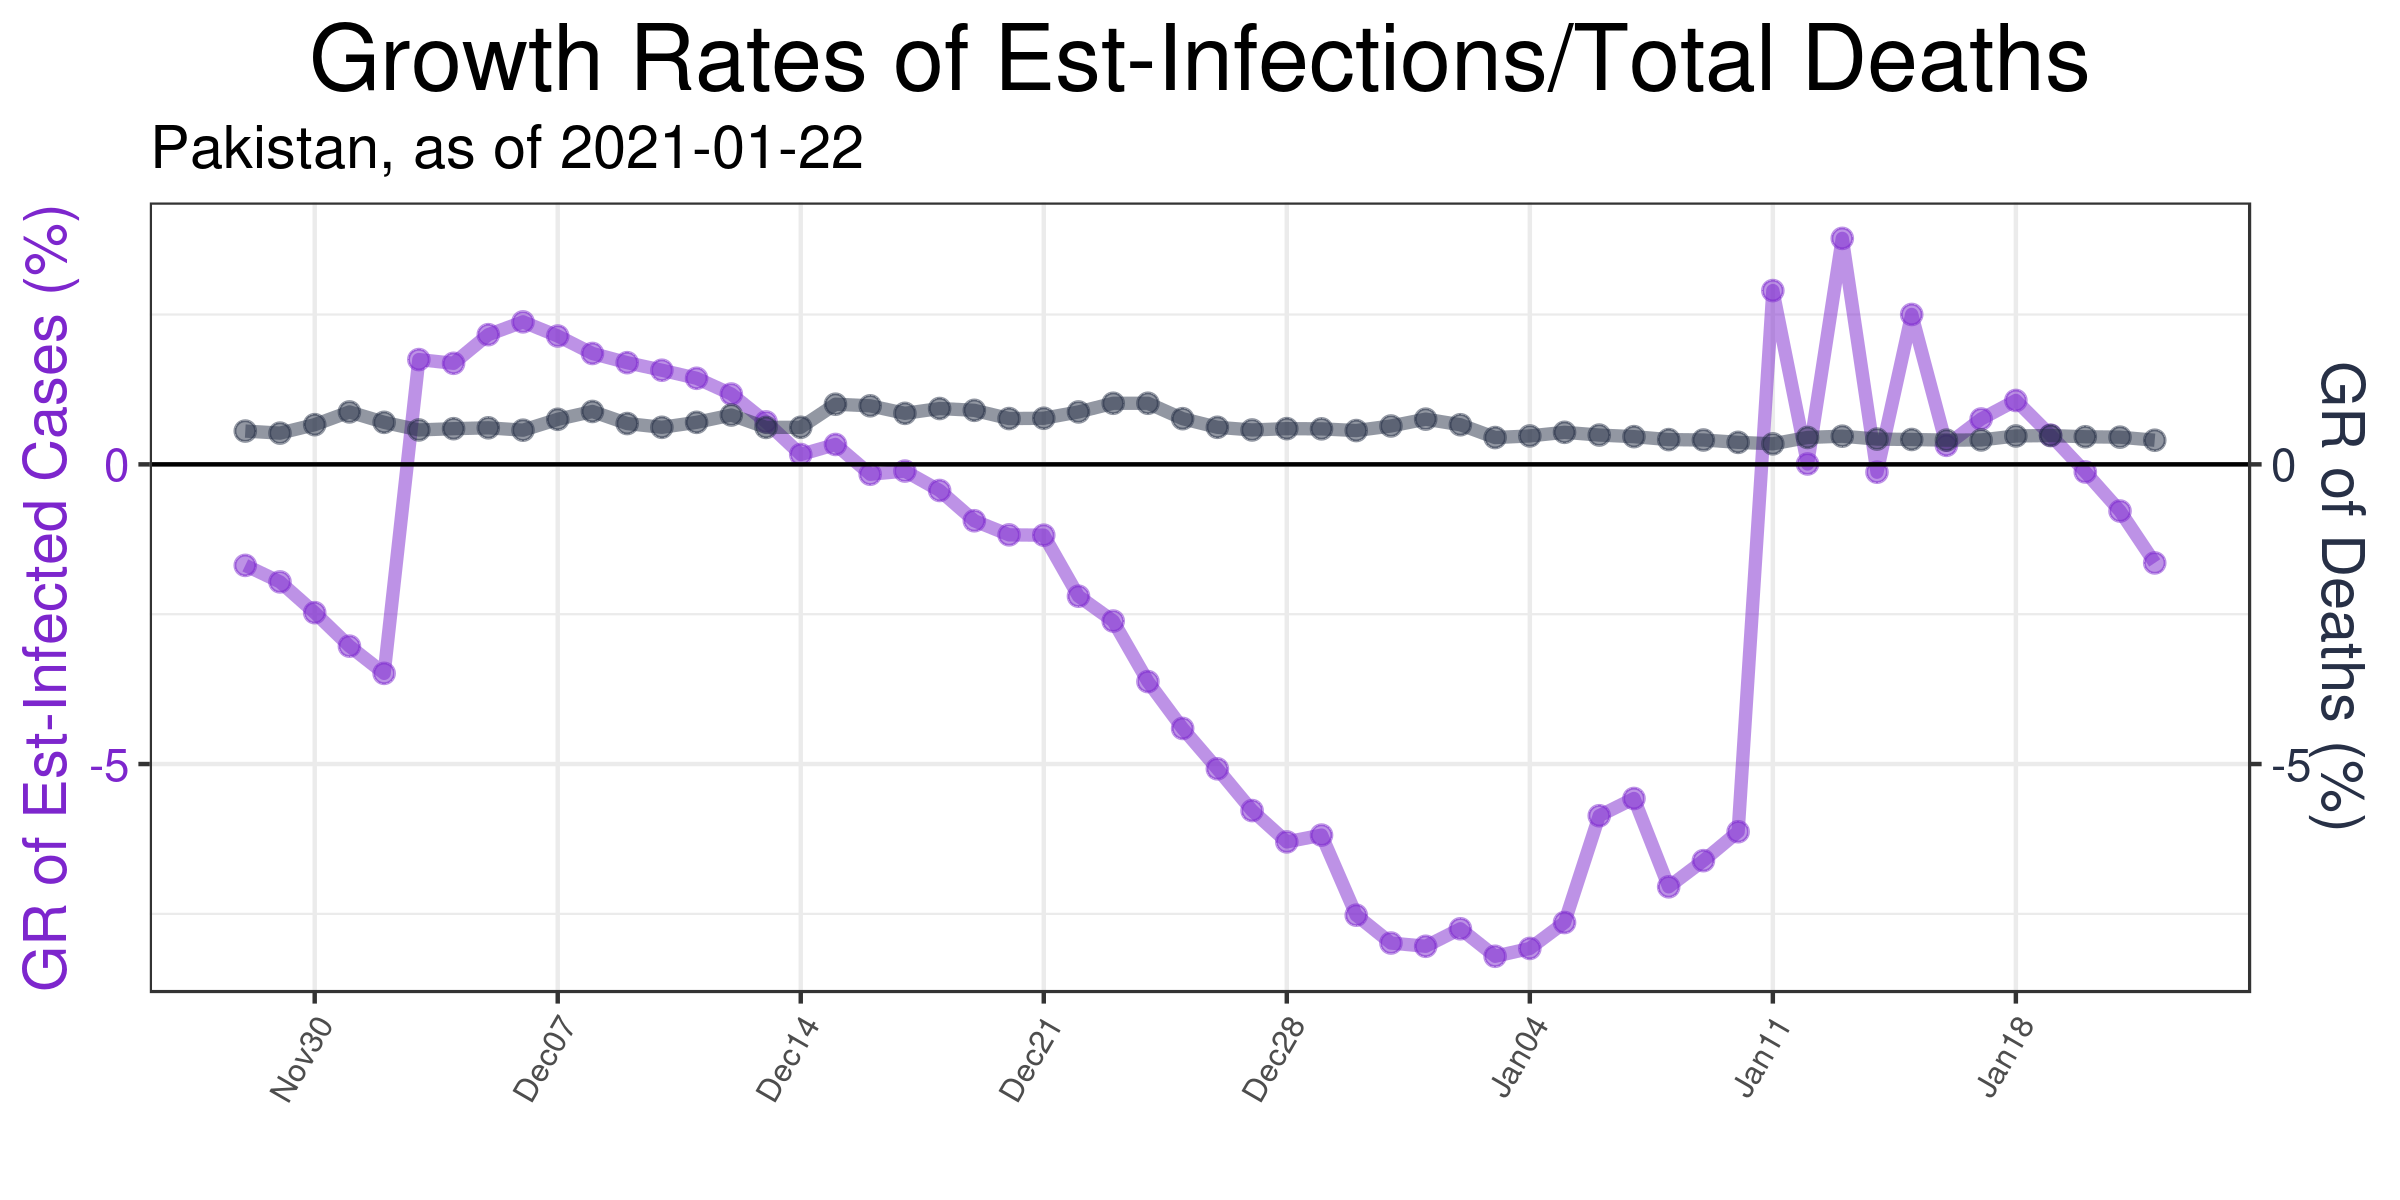 Growth Rates of Est-Infections/Total Deaths
Pakistan, as of 2021-01-22
GR of Est-Infected Cases (%)
0
-5
0
-5
GR of Deaths (%)
Nov30
Dec07
Dec14
Dec21
Dec28
Jan04
Jan11
Jan18